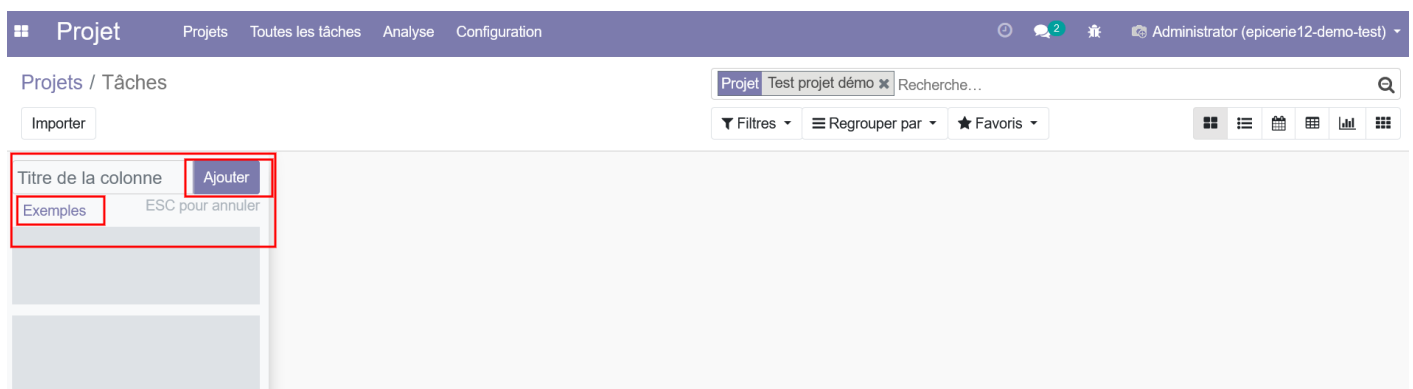 Projet Projets Toutes les tâches Analyse Configuration 2 Administrator (epicerie12-demo-test)
Projets / Tâches
Projet Test projet démo Recherche...
Importer
Filtres Regrouper par Favoris
Titre de la colonne Ajouter
Exemples ESC pour annuler